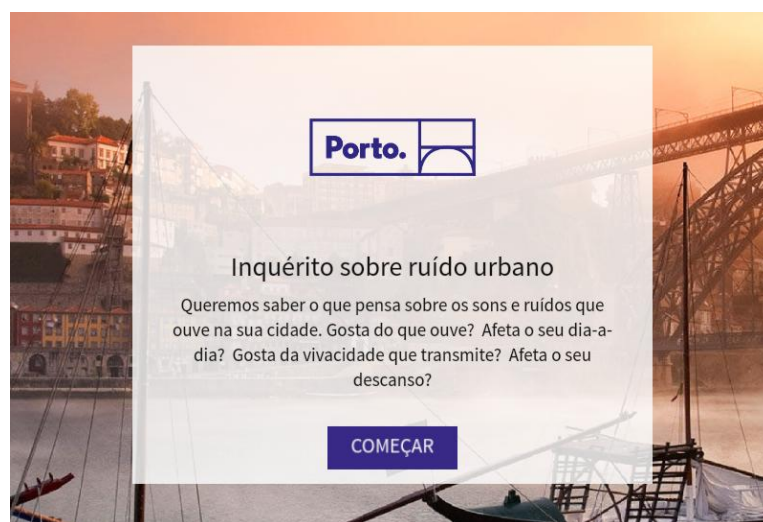 Porto.
Inquérito sobre ruído urbano
Queremos saber o que pensa sobre os sons e ruídos que
ouve na sua cidade. Gosta do que ouve? Afeta o seu dia-a-
dia? Gosta da vivacidade que transmite? Afeta o seu
descanso?
COMEÇAR